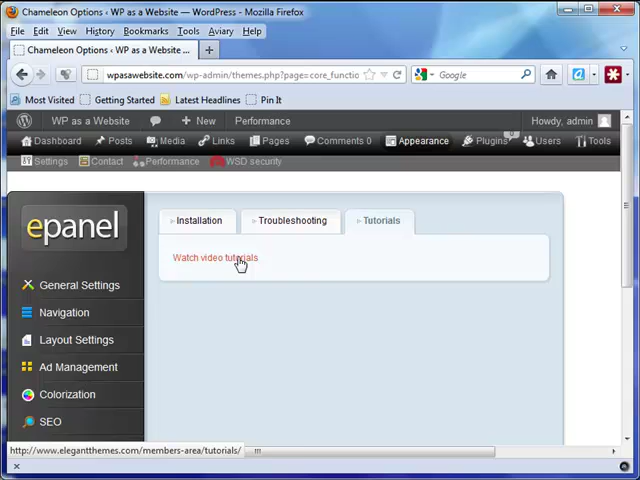 Chameleon Options ‹ WP as a Website — WordPress - Mozilla Firefox
File Edit View History Bookmarks Tools Aviary Help
Chameleon Options ‹ WP as a Website ...
wpasawebsite.com/wp-admin/themes.php?page=core_functio
Google
Most Visited Getting Started Latest Headlines Pin It
WP as a Website + New Performance Howdy, admin
Dashboard Posts Media Links Pages Comments 0 Appearance Plugins 0 Users Tools
Settings Contact Performance WSD security
epanel
Installation Troubleshooting Tutorials
Watch video tutorials
General Settings
Navigation
Layout Settings
Ad Management
Colorization
SEO
http://www.elegantthemes.com/members-area/tutorials/